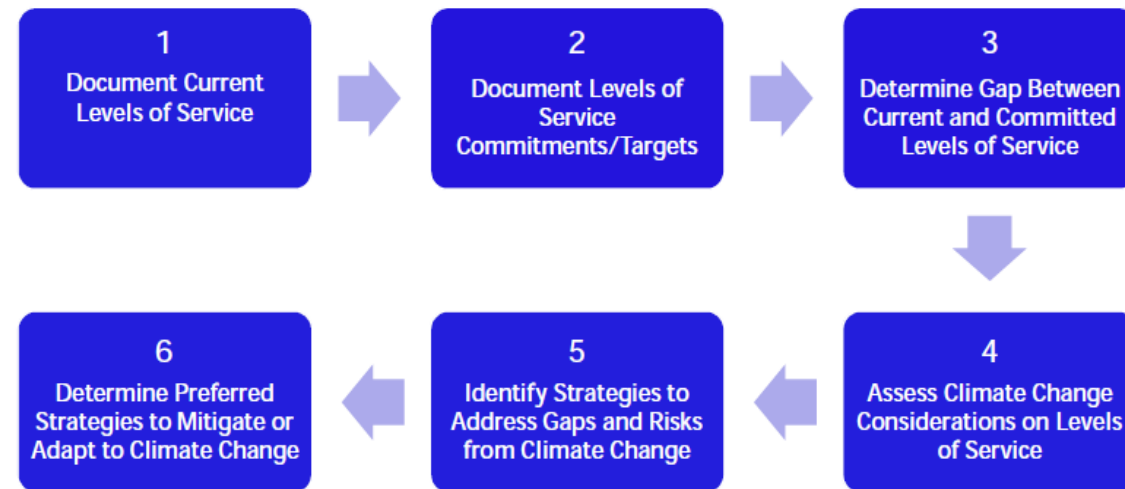 1
Document Current
Levels of Service
2
Document Levels of
Service
Commitments/Targets
3
Determine Gap Between
Current and Committed
Levels of Service
4
Assess Climate Change
Considerations on Levels
of Service
5
Identify Strategies to
Address Gaps and Risks
from Climate Change
6
Determine Preferred
Strategies to Mitigate or
Adapt to Climate Change